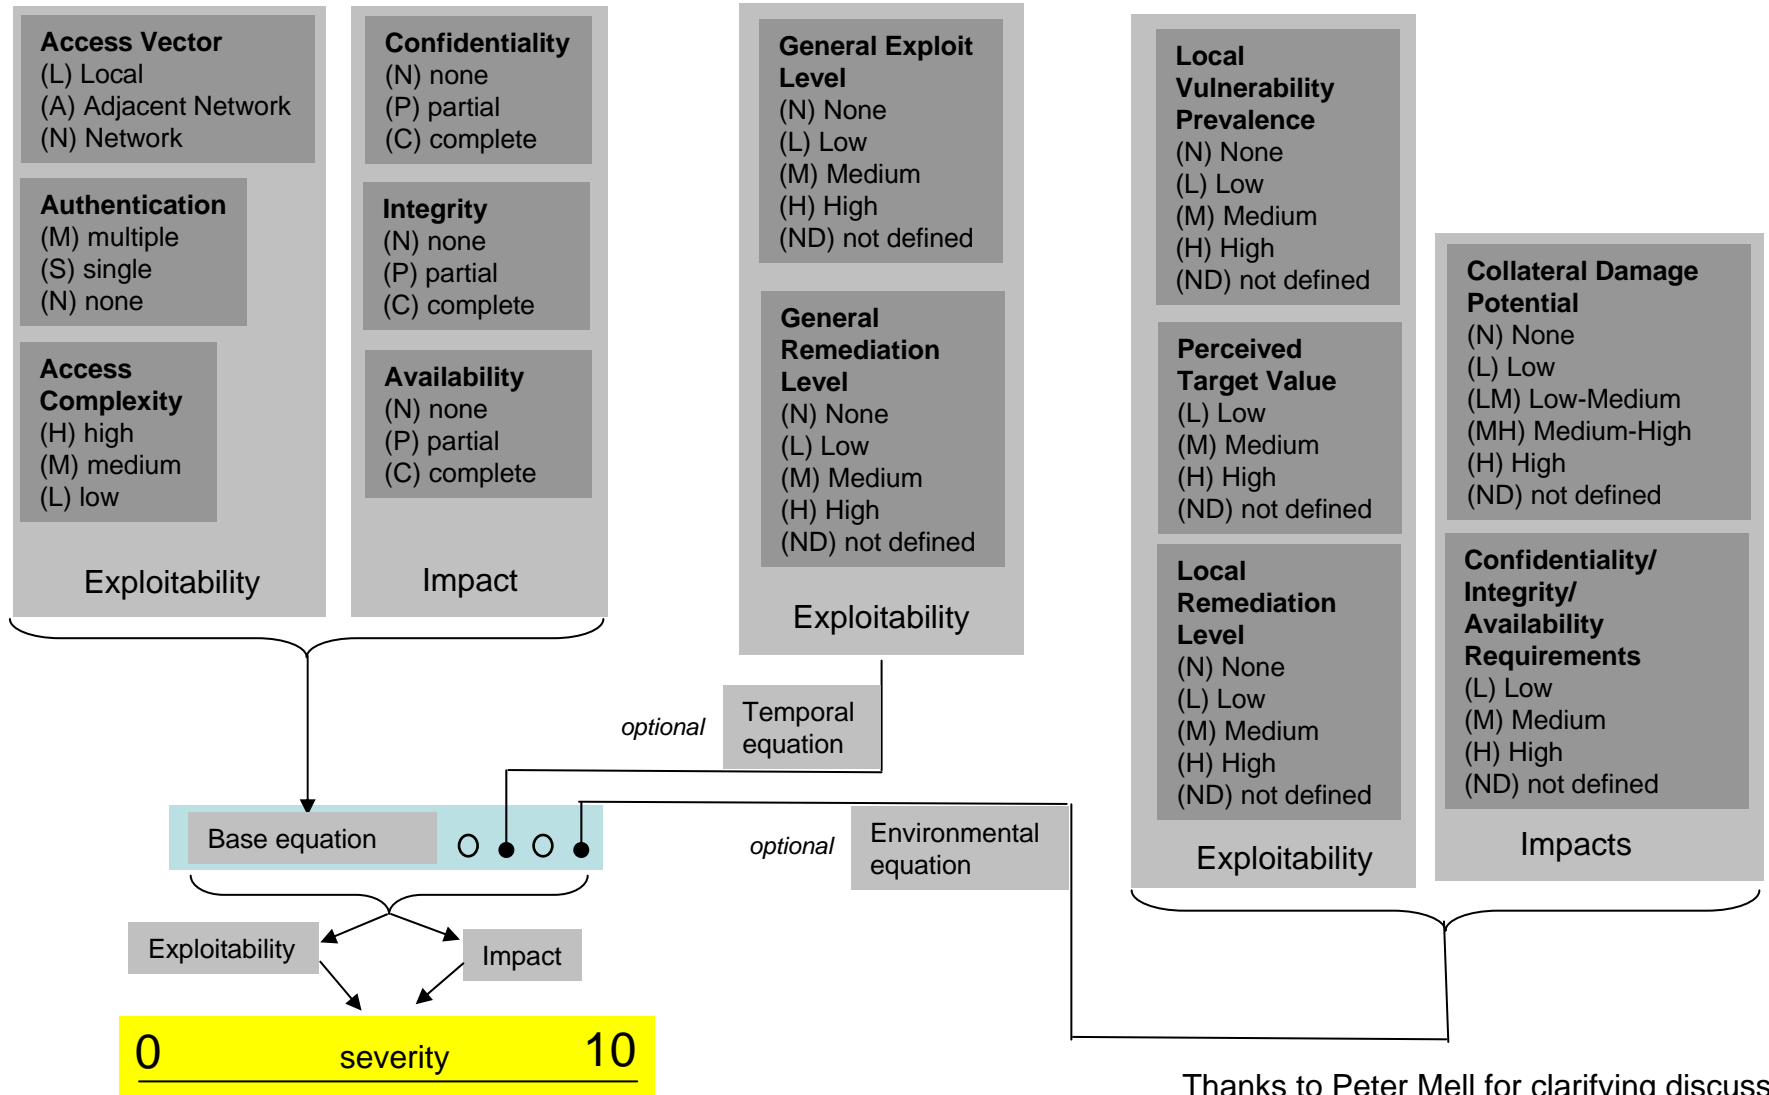 Access Vector
(L) Local
(A) Adjacent Network
(N) Network
Authentication
(M) multiple
(S) single
(N) none
Access
Complexity
(H) high
(M) medium
(L) low
Exploitability
Confidentiality
(N) none
(P) partial
(C) complete
Integrity
(N) none
(P) partial
(C) complete
Availability
(N) none
(P) partial
(C) complete
Impact
General Exploit
Level
(N) None
(L) Low
(M) Medium
(H) High
(ND) not defined
General
Remediation
Level
(N) None
(L) Low
(M) Medium
(H) High
(ND) not defined
Exploitability
Local
Vulnerability
Prevalence
(N) None
(L) Low
(M) Medium
(H) High
(ND) not defined
Perceived
Target Value
(L) Low
(M) Medium
(H) High
(ND) not defined
Local
Remediation
Level
(N) None
(L) Low
(M) Medium
(H) High
(ND) not defined
Exploitability
Collateral Damage
Potential
(N) None
(L) Low
(LM) Low-Medium
(MH) Medium-High
(H) High
(ND) not defined
Confidentiality/
Integrity/
Availability
Requirements
(L) Low
(M) Medium
(H) High
(ND) not defined
Impacts
optional
Temporal
equation
Base equation
optional
Environmental
equation
Exploitability
Impact
0 severity 10
Thanks to Peter Mell for clarifying